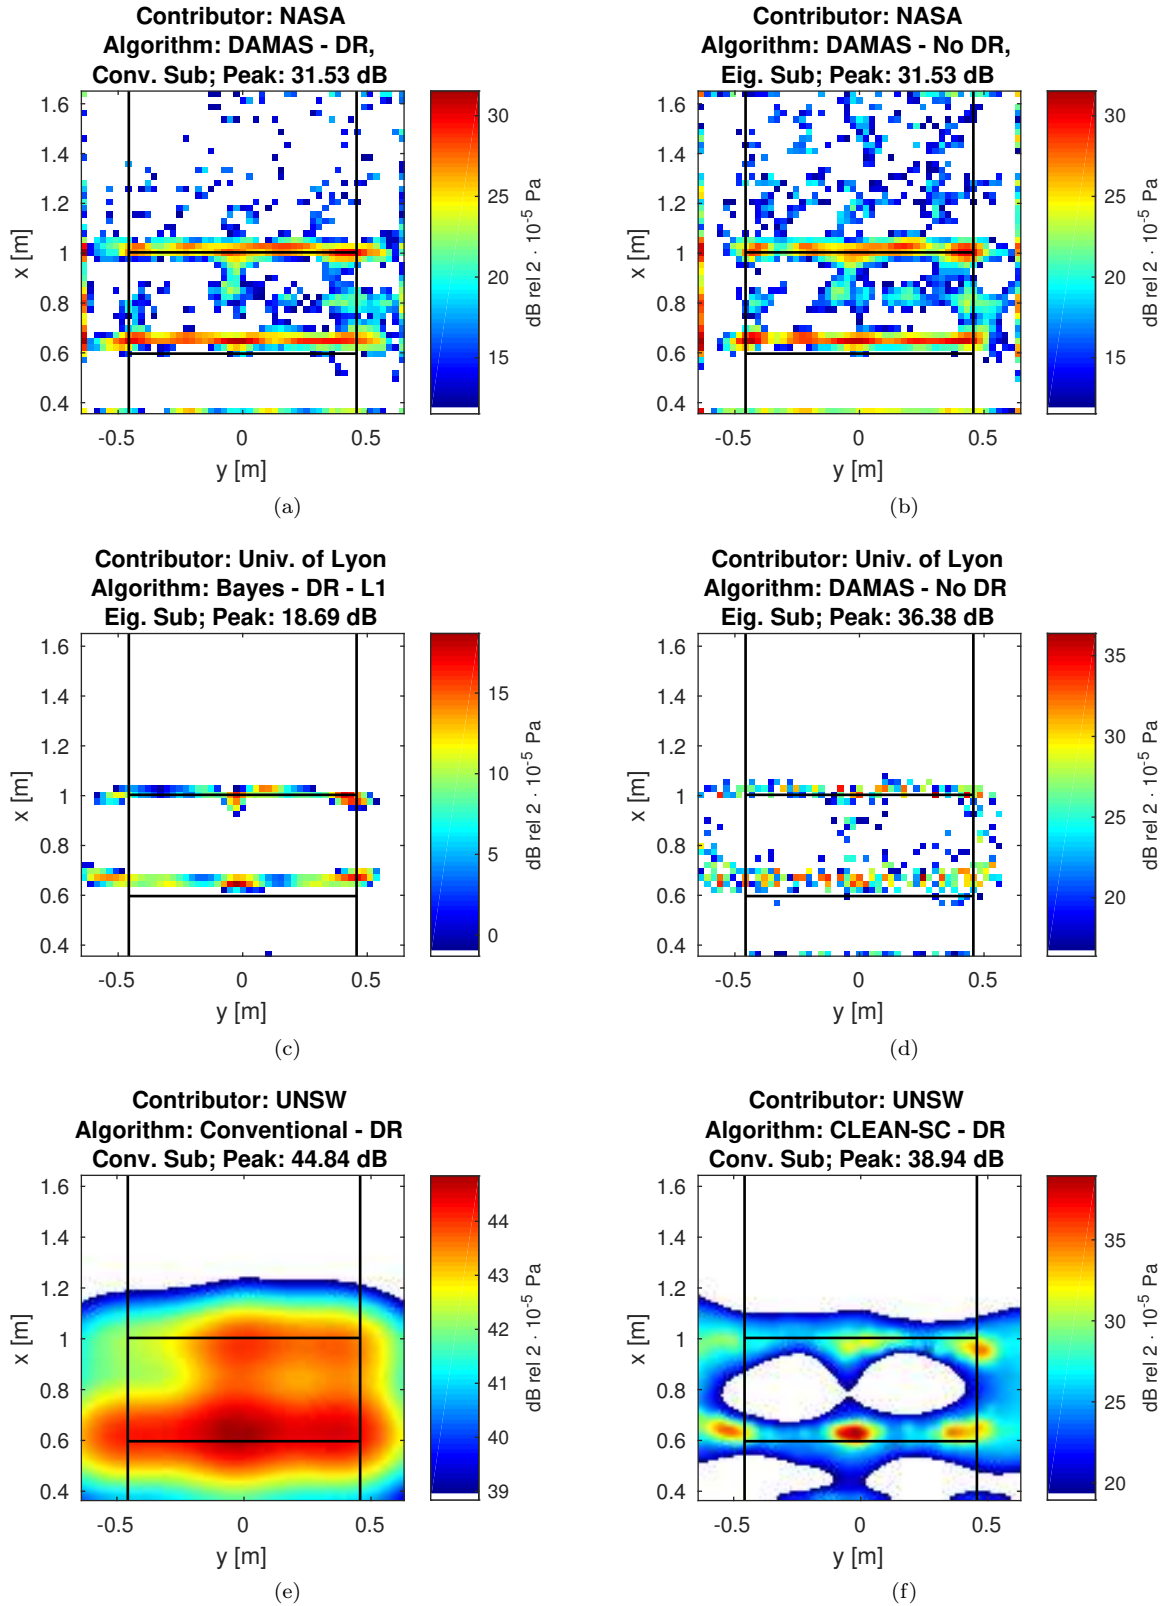 Contributor: NASA
Algorithm: DAMAS - DR,
Conv. Sub; Peak: 31.53 dB
1.6
1.4
1.2
1
0.8
0.6
0.4
x [m]
-0.5 0 0.5
y [m]
30
25
20
15
dB rel 2 · 10-5 Pa
(a)
Contributor: NASA
Algorithm: DAMAS - No DR,
Eig. Sub; Peak: 31.53 dB
1.6
1.4
1.2
1
0.8
0.6
0.4
x [m]
-0.5 0 0.5
y [m]
30
25
20
15
dB rel 2 · 10-5 Pa
(b)
Contributor: Univ. of Lyon
Algorithm: Bayes - DR - L1
Eig. Sub; Peak: 18.69 dB
1.6
1.4
1.2
1
0.8
0.6
0.4
x [m]
-0.5 0 0.5
y [m]
15
10
5
0
dB rel 2 · 10-5 Pa
(c)
Contributor: Univ. of Lyon
Algorithm: DAMAS - No DR
Eig. Sub; Peak: 36.38 dB
1.6
1.4
1.2
1
0.8
0.6
0.4
x [m]
-0.5 0 0.5
y [m]
35
30
25
20
dB rel 2 · 10-5 Pa
(d)
Contributor: UNSW
Algorithm: Conventional - DR
Conv. Sub; Peak: 44.84 dB
1.6
1.4
1.2
1
0.8
0.6
0.4
x [m]
-0.5 0 0.5
y [m]
44
43
42
41
40
39
dB rel 2 · 10-5 Pa
(e)
Contributor: UNSW
Algorithm: CLEAN-SC - DR
Conv. Sub; Peak: 38.94 dB
1.6
1.4
1.2
1
0.8
0.6
0.4
x [m]
-0.5 0 0.5
y [m]
35
30
25
20
dB rel 2 · 10-5 Pa
(f)